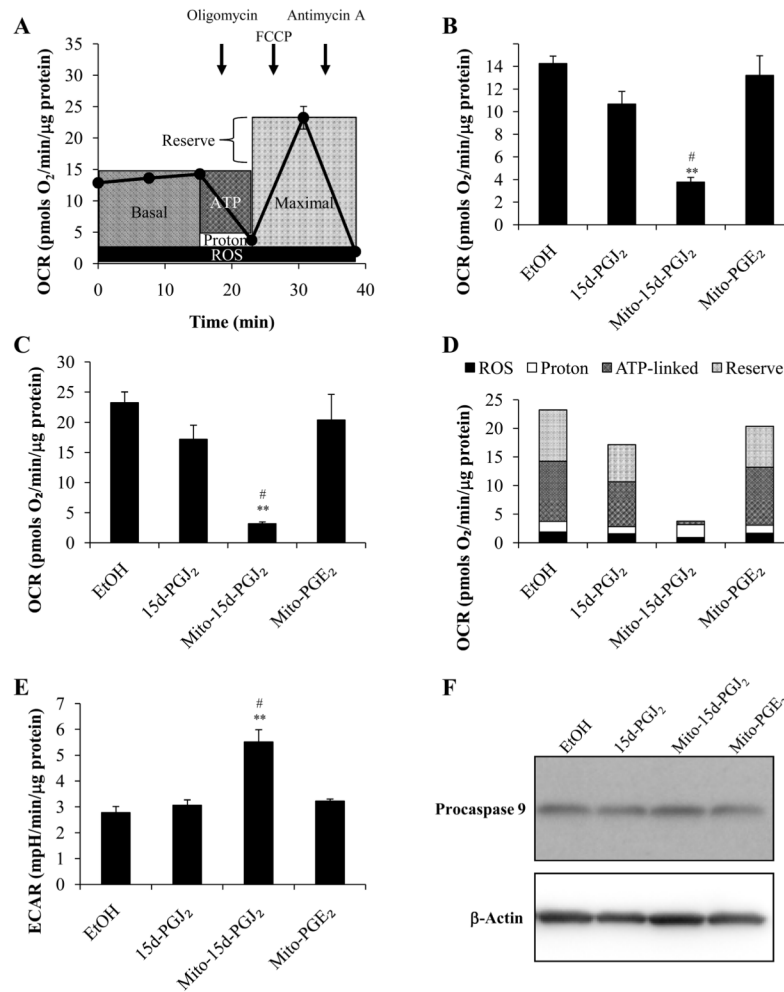 Oligomycin Antimycin A
A FCCP
OCR (pmols O₂/min/µg protein)
35
30
25
20
15
10
5
0
Reserve
Basal
ATP
Maximal
Proton
ROS
0 10 20 30 40
Time (min)
B
OCR (pmols O₂/min/µg protein)
14
12
10
8
6
4
2
0
#
**
EtOH 15d-PGJ₂ Mito-15d-PGJ₂ Mito-PGE₂
C
OCR (pmols O₂/min/µg protein)
30
25
20
15
10
5
0
#
**
EtOH 15d-PGJ₂ Mito-15d-PGJ₂ Mito-PGE₂
D
ROS Proton ATP-linked Reserve
OCR (pmols O₂/min/µg protein)
25
20
15
10
5
0
EtOH 15d-PGJ₂ Mito-15d-PGJ₂ Mito-PGE₂
E
ECAR (mpH/min/µg protein)
7
6
5
4
3
2
1
0
#
**
EtOH 15d-PGJ₂ Mito-15d-PGJ₂ Mito-PGE₂
F
EtOH 15d-PGJ₂ Mito-15d-PGJ₂ Mito-PGE₂
Procaspase 9
β-Actin